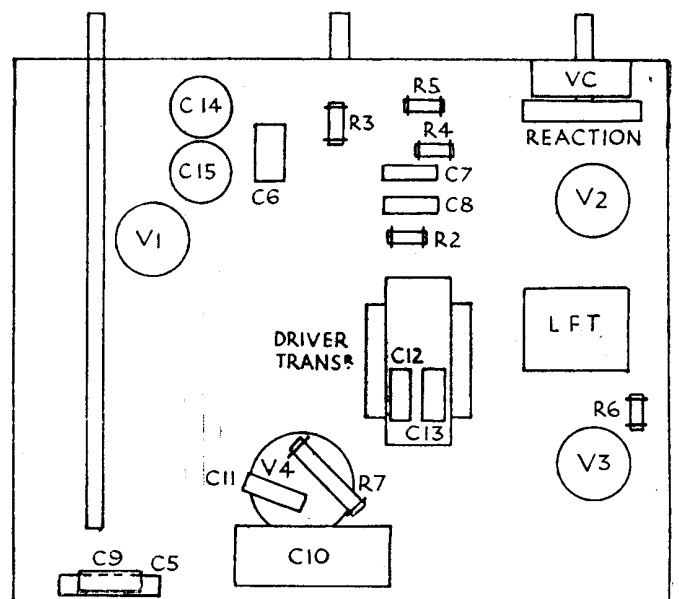 C14
R5
VC
R3
REACTION
R4
C15
C7
C6
C8
V2
V1
R2
LFT
DRIVER
TRANSR
C12
C13
R6
V4
C11
R7
V3
C10
C9
C5